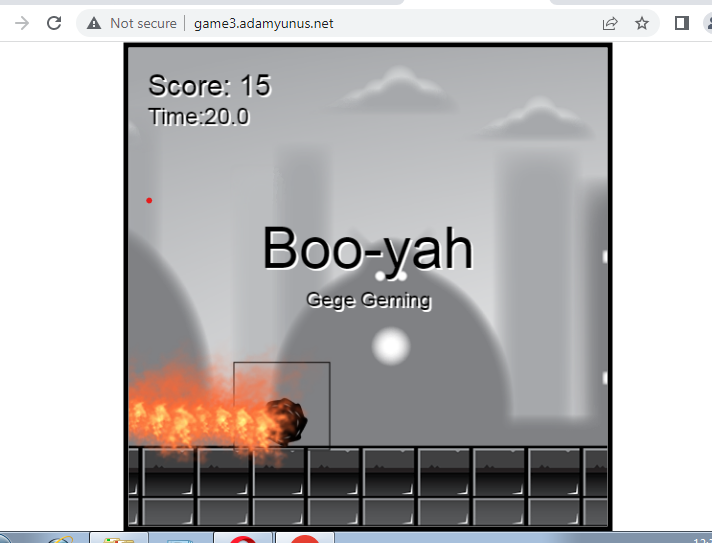 Not secure
game3.adamyunus.net
Score: 15
Time:20.0
Boo-yah
Gege Geming